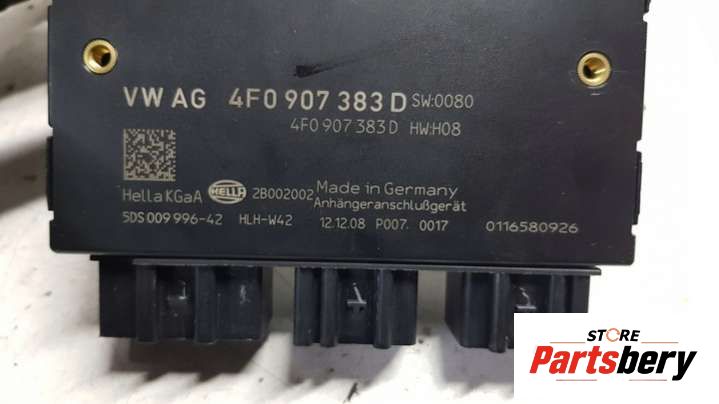 VW AG 4F0 907 383 D SW:0080
4F0 907 383 D HW:H08
Hella KGaA HELLA 2B002002 Made in Germany
Anhängeranschlußgerät
5DS 009 996-42 HLH-W42 12.12.08 P007. 0017 0116580926
STORE
Partsbery